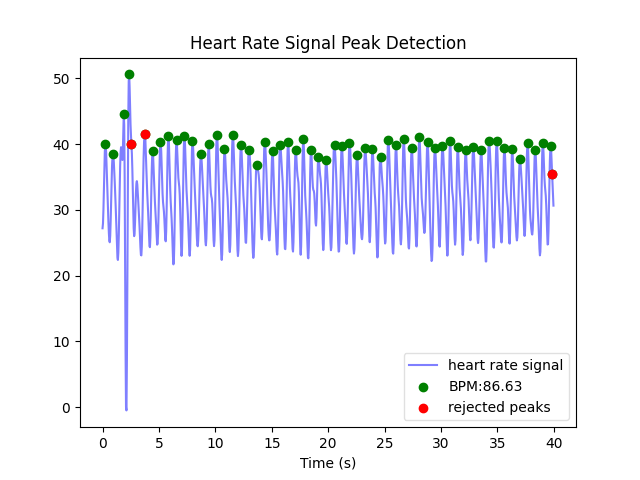 Heart Rate Signal Peak Detection
50
40
30
20
10
0
heart rate signal
BPM:86.63
rejected peaks
0 5 10 15 20 25 30 35 40
Time (s)